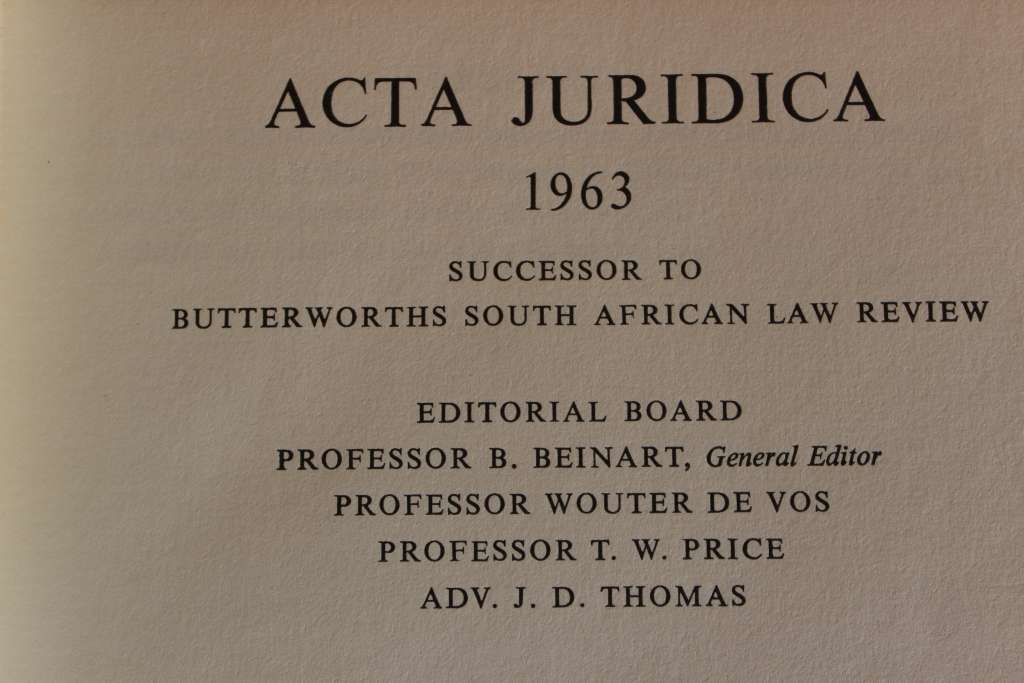 ACTA JURIDICA
1963
SUCCESSOR TO
BUTTERWORTHS SOUTH AFRICAN LAW REVIEW
EDITORIAL BOARD
PROFESSOR B. BEINART, General Editor
PROFESSOR WOUTER DE VOS
PROFESSOR T. W. PRICE
ADV. J. D. THOMAS